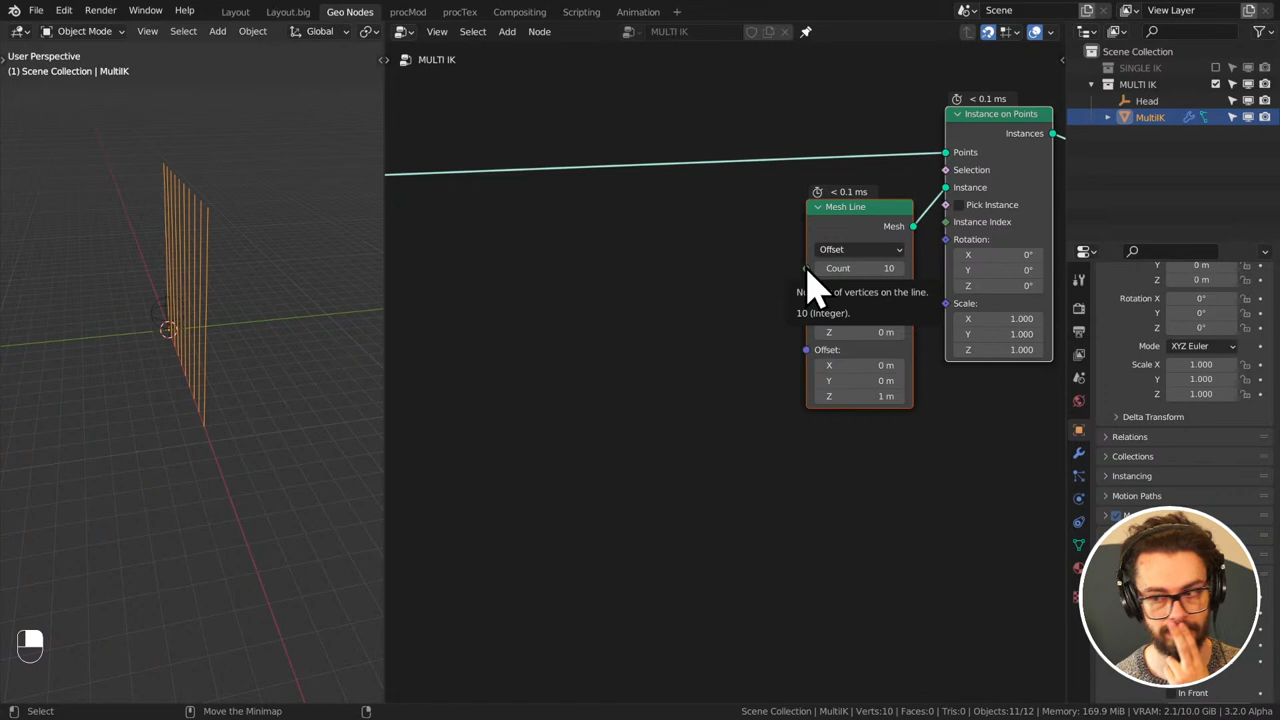 File Edit Render Window Help Layout Layout.big Geo Nodes procMod procTex Compositing Scripting Animation Scene View Layer
Object Mode View Select Add Object Global View Select Add Node MULTI IK
User Perspective
(1) Scene Collection | MultiIK
MULTI IK
Scene Collection
SINGLE IK
MULTI IK
Head
MultiIK
< 0.1 ms
Instance on Points
Instances
Points
Selection
Instance
Pick Instance
Instance Index
Rotation:
X 0°
Y 0°
Z 0°
Scale:
X 1.000
Y 1.000
Z 1.000
< 0.1 ms
Mesh Line
Mesh
Offset
Count 10
of vertices on the line.
10 (Integer).
Z 0 m
Offset:
X 0 m
Y 0 m
Z 1 m
Y 0 m
Z 0 m
Rotation X 0°
Y 0°
Z 0°
Mode XYZ Euler
Scale X 1.000
Y 1.000
Z 1.000
Delta Transform
Relations
Collections
Instancing
Motion Paths
In Front
Select Move the Minimap Scene Collection | MultiIK | Verts:10 | Faces:0 | Tris:0 | Objects:11/12 | Memory: 169.9 MiB | VRAM: 2.1/10.0 GiB | 3.2.0 Alpha